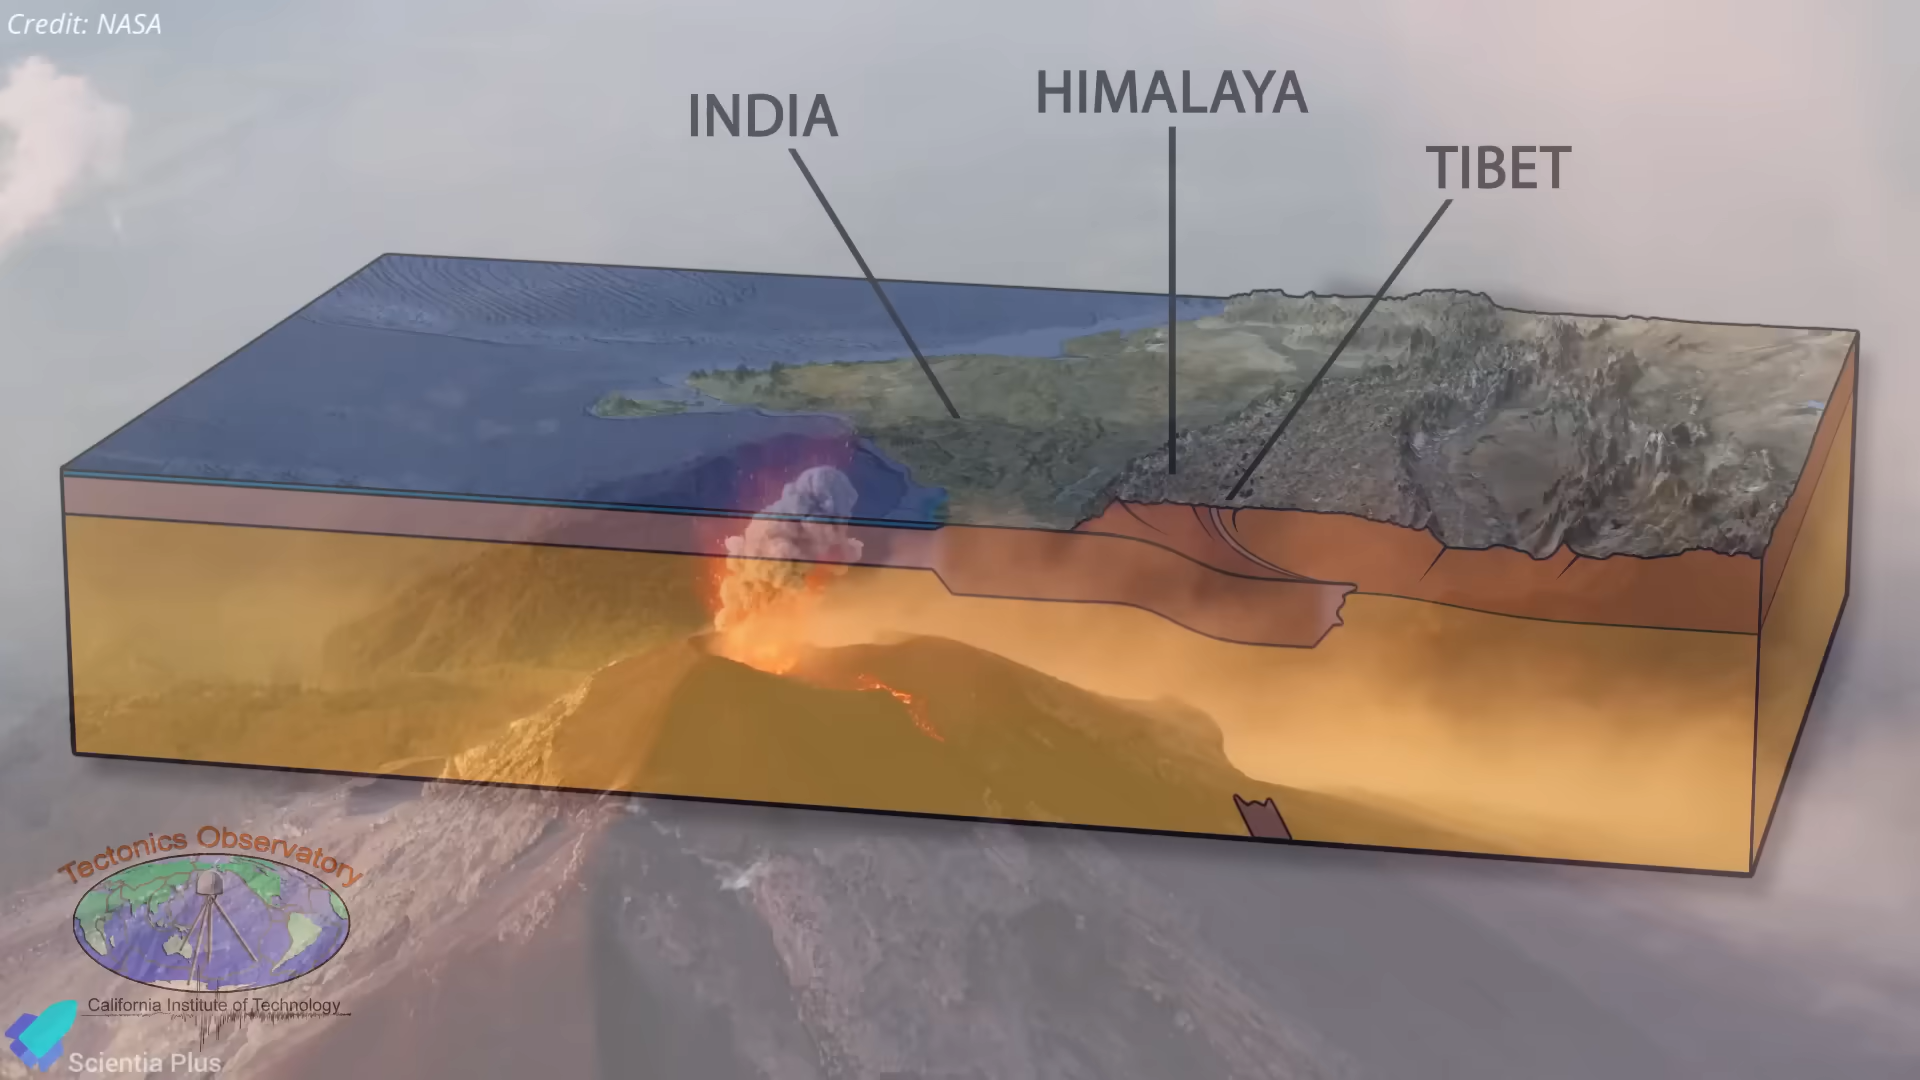 Credit: NASA
INDIA
HIMALAYA
TIBET
Tectonics Observatory
California Institute of Technology
Scientia Plus